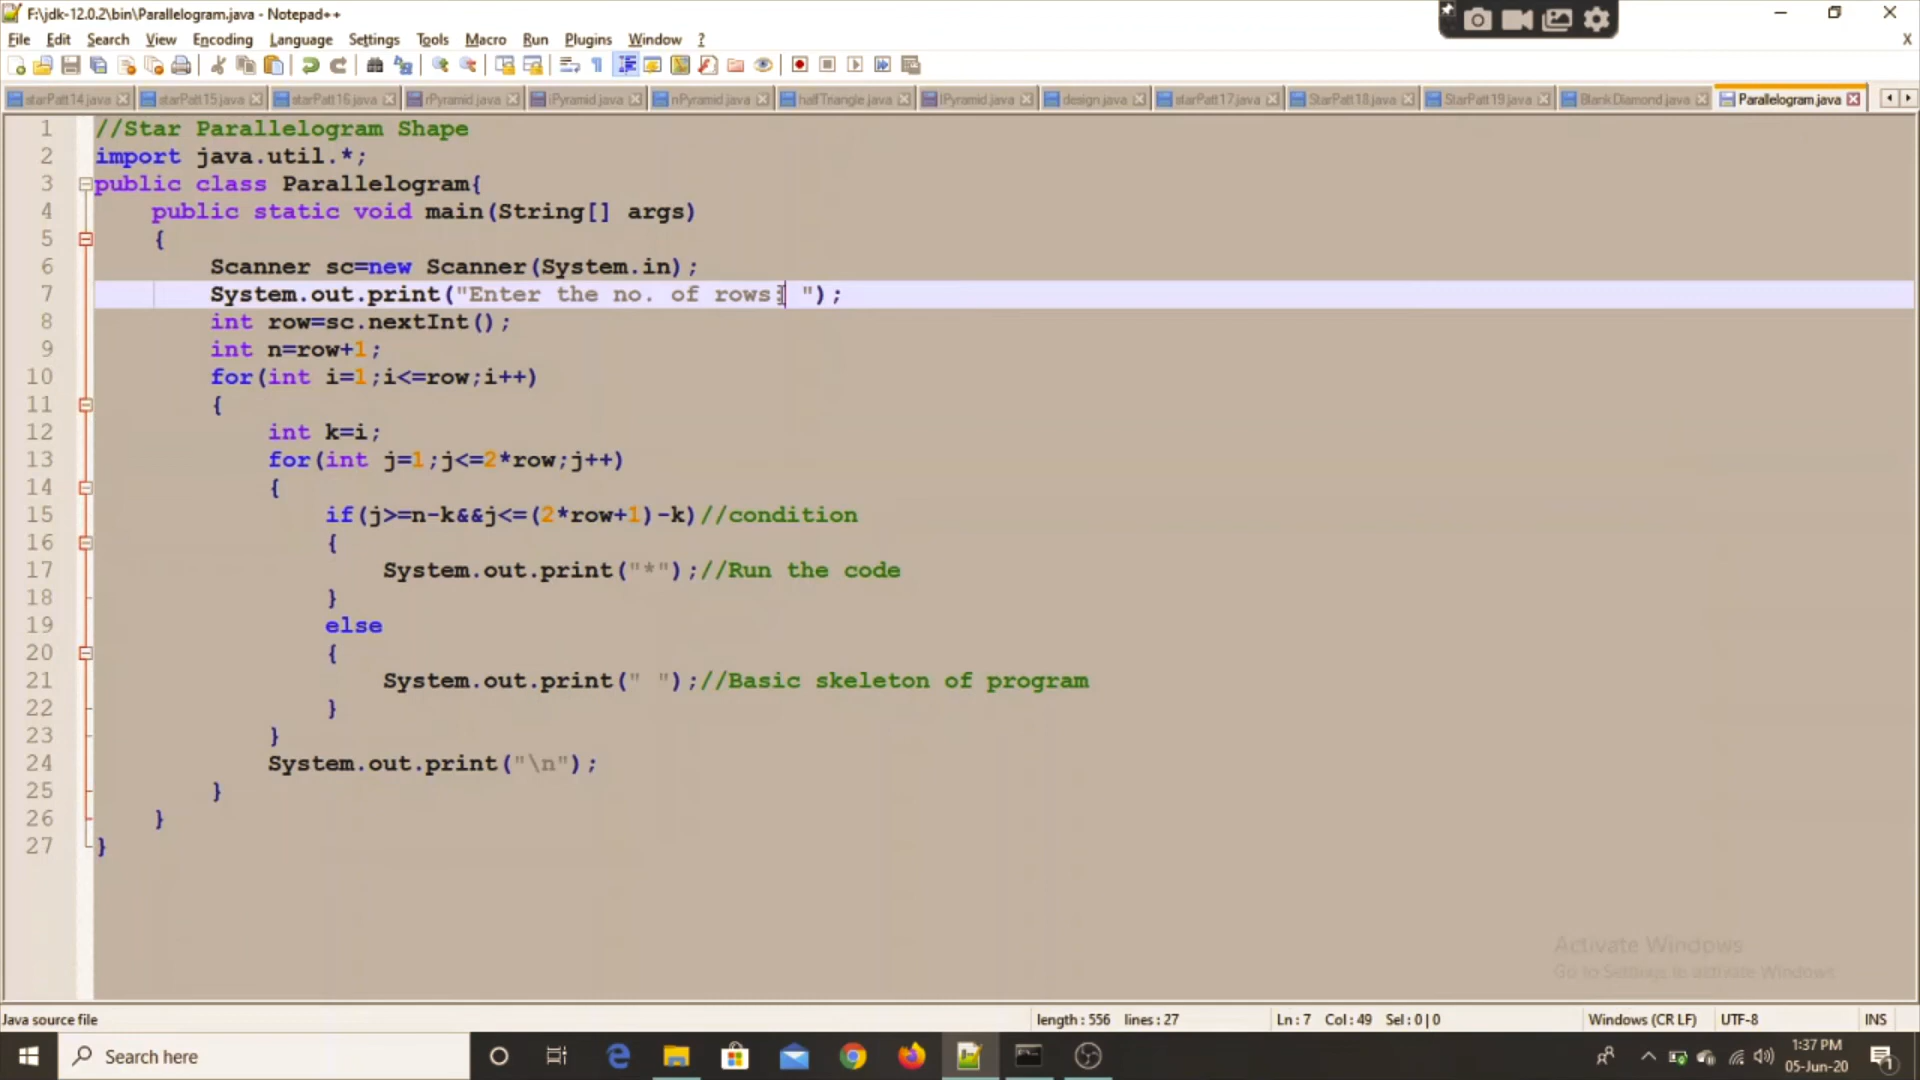 F:\jdk-12.0.2\bin\Parallelogram.java - Notepad++
File Edit Search View Encoding Language Settings Tools Macro Run Plugins Window ?
X
starPatt14.java starPatt15.java starPatt16.java rPyramid.java iPyramid.java nPyramid.java halfTriangle.java lPyramid.java design.java starPatt17.java StarPatt18.java StarPatt19.java BlankDiamond.java Parallelogram.java
1 //Star Parallelogram Shape
2 import java.util.*;
3 public class Parallelogram{
4 public static void main(String[] args)
5 {
6 Scanner sc=new Scanner(System.in);
7 System.out.print("Enter the no. of rows: ");
8 int row=sc.nextInt();
9 int n=row+1;
10 for(int i=1;i<=row;i++)
11 {
12 int k=i;
13 for(int j=1;j<=2*row;j++)
14 {
15 if(j>=n-k&&j<=(2*row+1)-k)//condition
16 {
17 System.out.print("*");//Run the code
18 }
19 else
20 {
21 System.out.print(" ");//Basic skeleton of program
22 }
23 }
24 System.out.print("\n");
25 }
26 }
27 }
Activate Windows
Go to Settings to activate Windows.
Java source file length : 556 lines : 27 Ln : 7 Col : 49 Sel : 0 | 0 Windows (CR LF) UTF-8 INS
Search here
1:37 PM
05-Jun-20
1